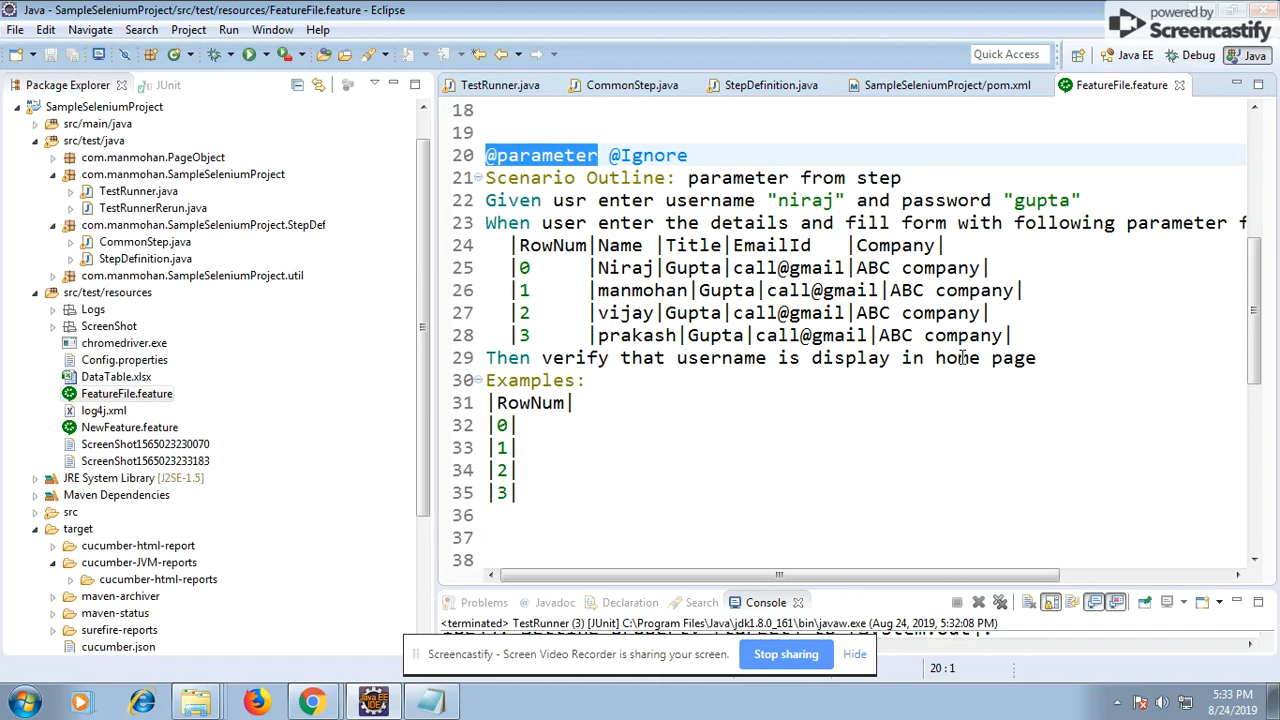 Java - SampleSeleniumProject/src/test/resources/FeatureFile.feature - Eclipse
powered by
Screencastify
File Edit Navigate Search Project Run Window Help
Quick Access
Java EE
Debug
Java
Package Explorer
JUnit
TestRunner.java
CommonStep.java
StepDefinition.java
SampleSeleniumProject/pom.xml
FeatureFile.feature
SampleSeleniumProject
src/main/java
src/test/java
com.manmohan.PageObject
com.manmohan.SampleSeleniumProject
TestRunner.java
TestRunnerRerun.java
com.manmohan.SampleSeleniumProject.StepDef
CommonStep.java
StepDefinition.java
com.manmohan.SampleSeleniumProject.util
src/test/resources
Logs
ScreenShot
chromedriver.exe
Config.properties
DataTable.xlsx
FeatureFile.feature
log4j.xml
NewFeature.feature
ScreenShot1565023230070
ScreenShot1565023233183
JRE System Library [J2SE-1.5]
Maven Dependencies
src
target
cucumber-html-report
cucumber-JVM-reports
cucumber-html-reports
maven-archiver
maven-status
surefire-reports
cucumber.json
18
19
20 @parameter @Ignore
21 Scenario Outline: parameter from step
22 Given usr enter username "niraj" and password "gupta"
23 When user enter the details and fill form with following parameter f
24 |RowNum|Name |Title|EmailId |Company|
25 |0 |Niraj|Gupta|call@gmail|ABC company|
26 |1 |manmohan|Gupta|call@gmail|ABC company|
27 |2 |vijay|Gupta|call@gmail|ABC company|
28 |3 |prakash|Gupta|call@gmail|ABC company|
29 Then verify that username is display in home page
30 Examples:
31 |RowNum|
32 |0|
33 |1|
34 |2|
35 |3|
36
37
38
Problems
Javadoc
Declaration
Search
Console
<terminated> TestRunner (3) [JUnit] C:\Program Files\Java\jdk1.8.0_161\bin\javaw.exe (Aug 24, 2019, 5:32:08 PM)
Screencastify - Screen Video Recorder is sharing your screen.
Stop sharing
Hide
20 : 1
Java EE
IDE
5:33 PM
8/24/2019